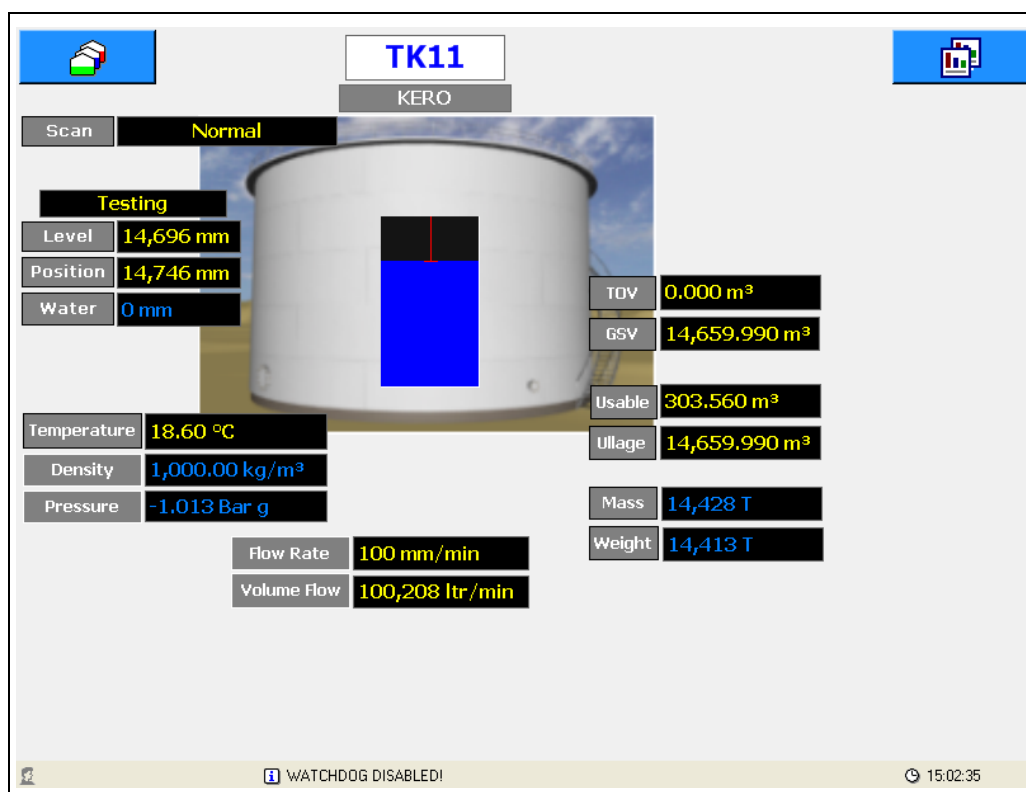 TK11
KERO
Scan Normal
Testing
Level 14,696 mm
Position 14,746 mm
Water 0 mm
TOV 0.000 m³
GSV 14,659.990 m³
Usable 303.560 m³
Ullage 14,659.990 m³
Temperature 18.60 ºC
Density 1,000.00 kg/m³
Pressure -1.013 Bar g
Mass 14,428 T
Weight 14,413 T
Flow Rate 100 mm/min
Volume Flow 100,208 ltr/min
WATCHDOG DISABLED!
15:02:35